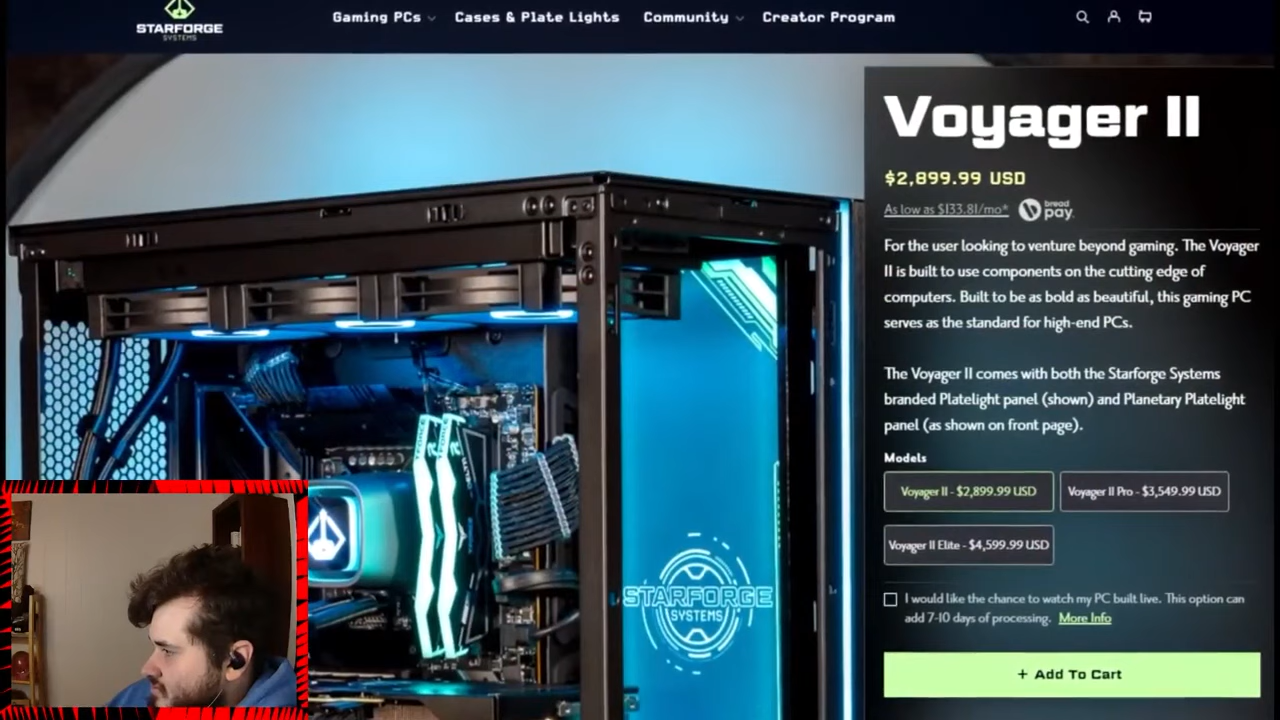 STARFORGE
SYSTEMS
Gaming PCs
Cases & Plate Lights
Community
Creator Program
Voyager II
$2,899.99 USD
As low as $133.81/mo*
bread
pay
For the user looking to venture beyond gaming. The Voyager
II is built to use components on the cutting edge of
computers. Built to be as bold as beautiful, this gaming PC
serves as the standard for high-end PCs.
The Voyager II comes with both the Starforge Systems
branded Platelight panel (shown) and Planetary Platelight
panel (as shown on front page).
Models
Voyager II - $2,899.99 USD
Voyager II Pro - $3,549.99 USD
Voyager II Elite - $4,599.99 USD
I would like the chance to watch my PC built live. This option can
add 7-10 days of processing. More Info
+ Add To Cart
STARFORGE
SYSTEMS